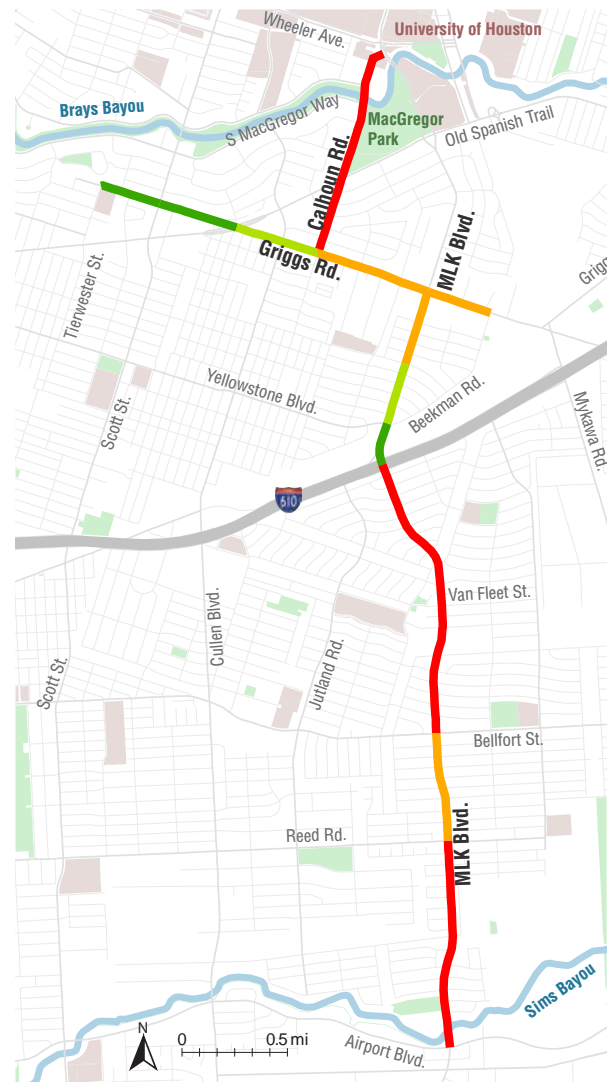 Wheeler Ave.
University of Houston
Brays Bayou
S MacGregor Way
MacGregor
Park
Old Spanish Trail
Calhoun Rd.
MLK Blvd.
Griggs Rd.
Grigg
Tierwester St.
Yellowstone Blvd.
Beekman Rd.
Scott St.
Mykawa Rd.
610
Van Fleet St.
Cullen Blvd.
Jutland Rd.
Scott St.
Bellfort St.
Reed Rd.
MLK Blvd.
Sims Bayou
N
0 0.5 mi
Airport Blvd.